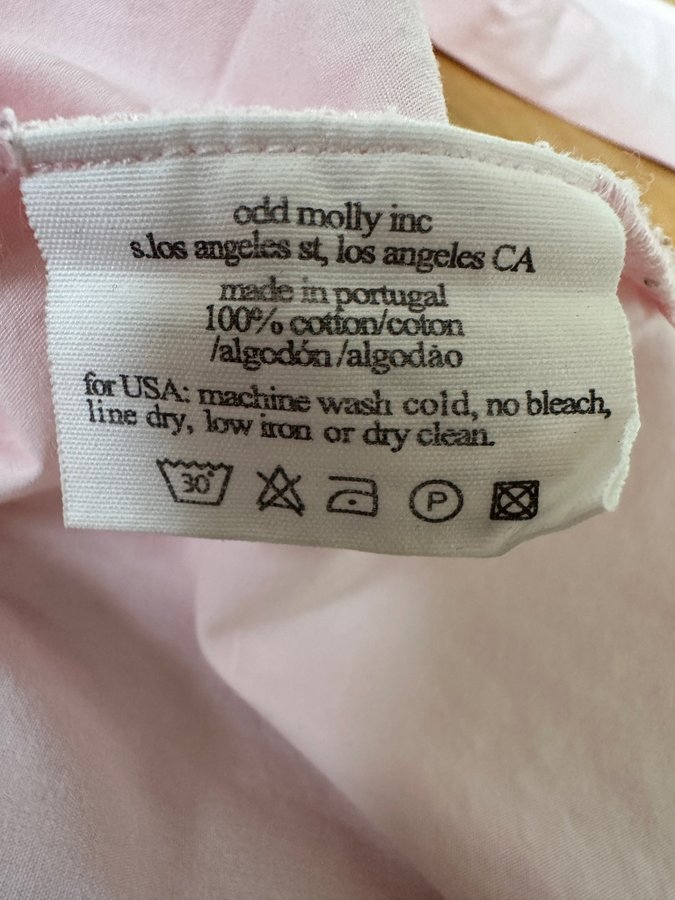 odd molly inc
s.los angeles st, los angeles CA
made in portugal
100% cotton/coton
/algodón/algodão
for USA: machine wash cold, no bleach,
line dry, low iron or dry clean.
30°
P